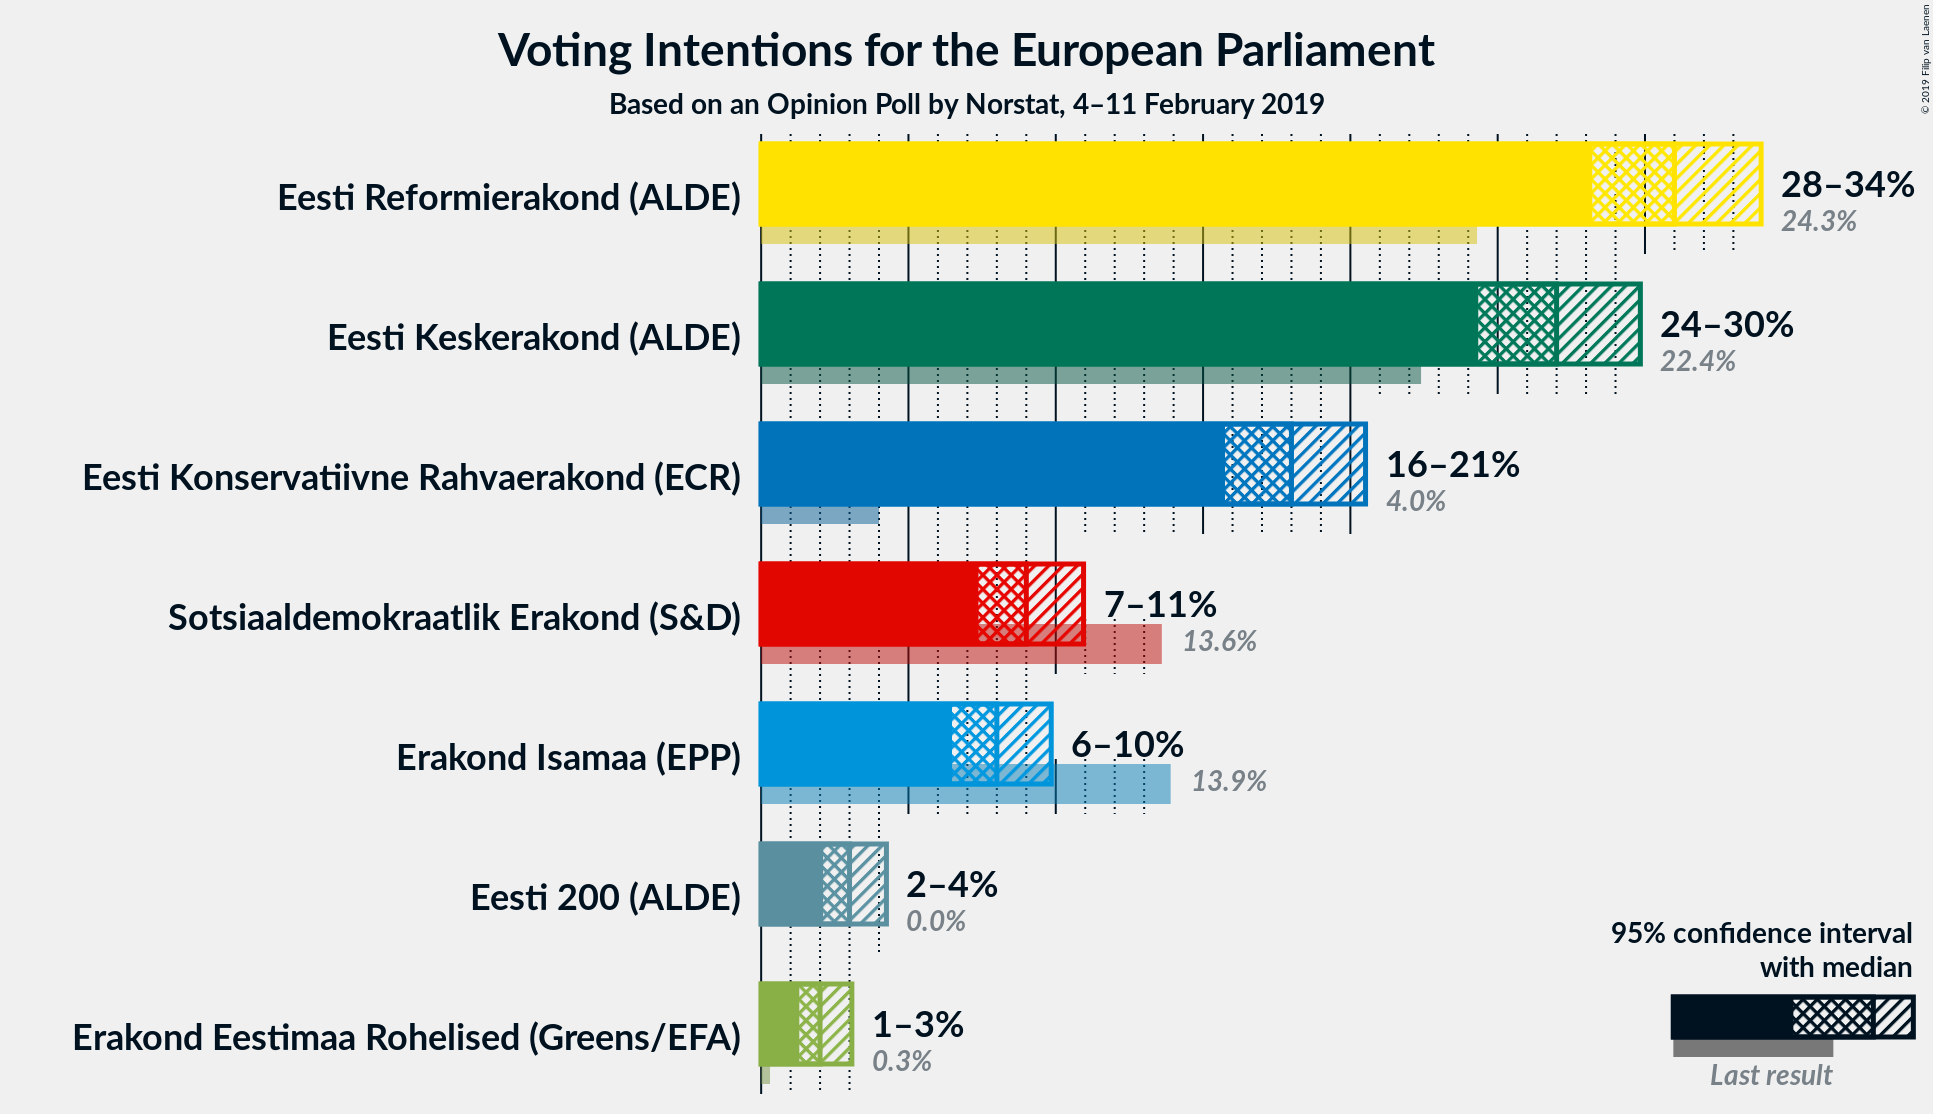 Voting Intentions for the European Parliament
Based on an Opinion Poll by Norstat, 4–11 February 2019
© 2019 Filip van Laenen
Eesti Reformierakond (ALDE)
28–34%
24.3%
Eesti Keskerakond (ALDE)
24–30%
22.4%
Eesti Konservatiivne Rahvaerakond (ECR)
16–21%
4.0%
Sotsiaaldemokraatlik Erakond (S&D)
7–11%
13.6%
Erakond Isamaa (EPP)
6–10%
13.9%
Eesti 200 (ALDE)
2–4%
0.0%
Erakond Eestimaa Rohelised (Greens/EFA)
1–3%
0.3%
95% confidence interval
with median
Last result